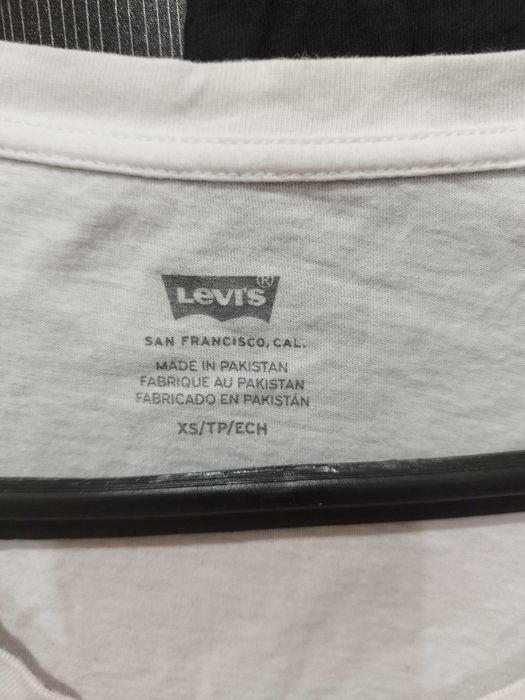 Levi's®
SAN FRANCISCO, CAL.
MADE IN PAKISTAN
FABRIQUE AU PAKISTAN
FABRICADO EN PAKISTÁN
XS/TP/ECH